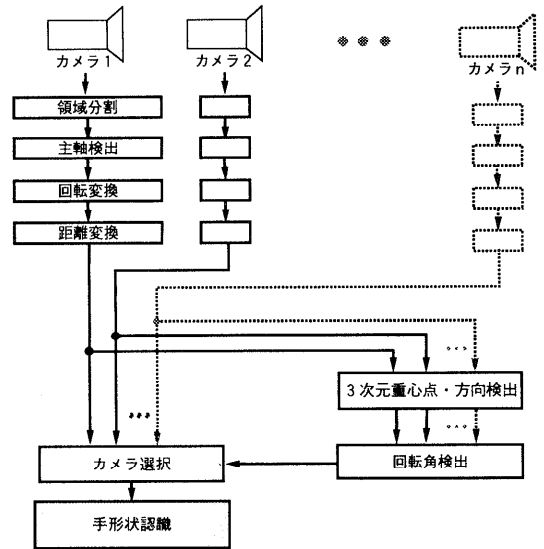 カメラ1
カメラ2
カメラn
領域分割
主軸検出
回転変換
距離変換
3次元重心点・方向検出
カメラ選択
回転角検出
手形状認識